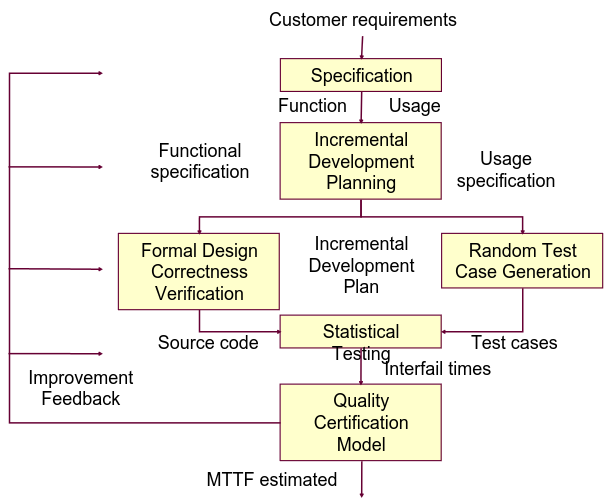 Customer requirements
Specification
Function
Usage
Incremental
Development
Planning
Functional
specification
Usage
specification
Formal Design
Correctness
Verification
Incremental
Development
Plan
Random Test
Case Generation
Source code
Statistical
Testing
Test cases
Interfail times
Improvement
Feedback
Quality
Certification
Model
MTTF estimated